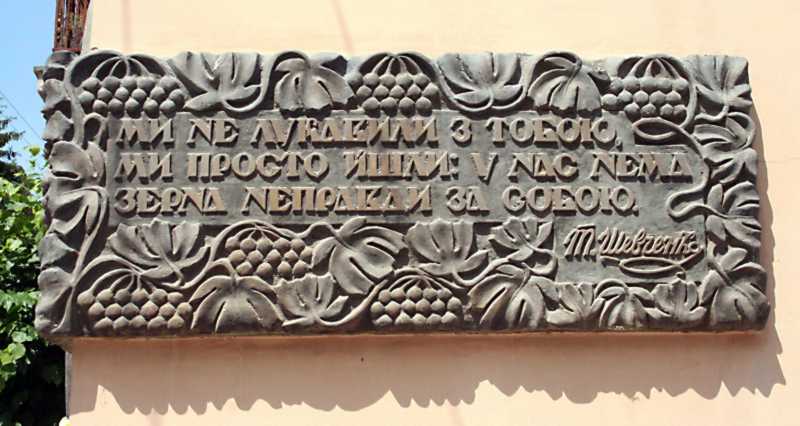 МИ НЕ ЛУКАВИЛИ З ТОБОЮ,
МИ ПРОСТО ЙШЛИ: У НАС НЕМА
ЗЕРНА НЕПРАВДИ ЗА СОБОЮ.
Т. Шевченко